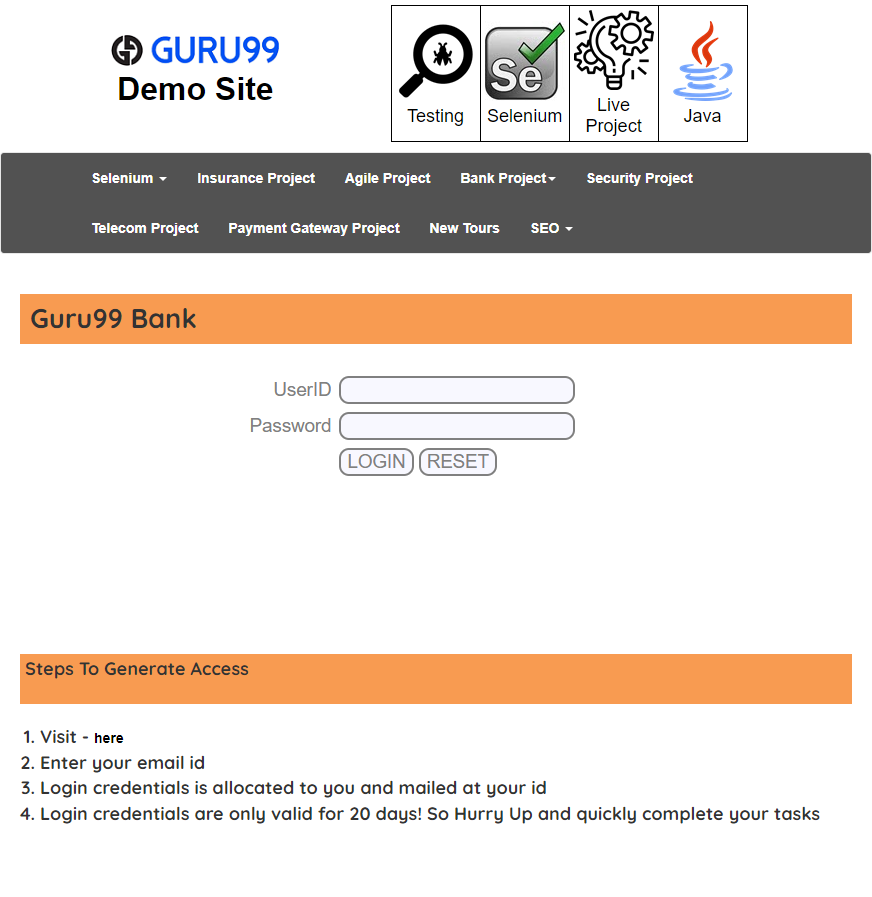 GURU99
Demo Site
Testing
Se
Selenium
Live
Project
Java
Selenium
Insurance Project
Agile Project
Bank Project
Security Project
Telecom Project
Payment Gateway Project
New Tours
SEO
Guru99 Bank
UserID
Password
LOGIN RESET
Steps To Generate Access
1. Visit - here
2. Enter your email id
3. Login credentials is allocated to you and mailed at your id
4. Login credentials are only valid for 20 days! So Hurry Up and quickly complete your tasks